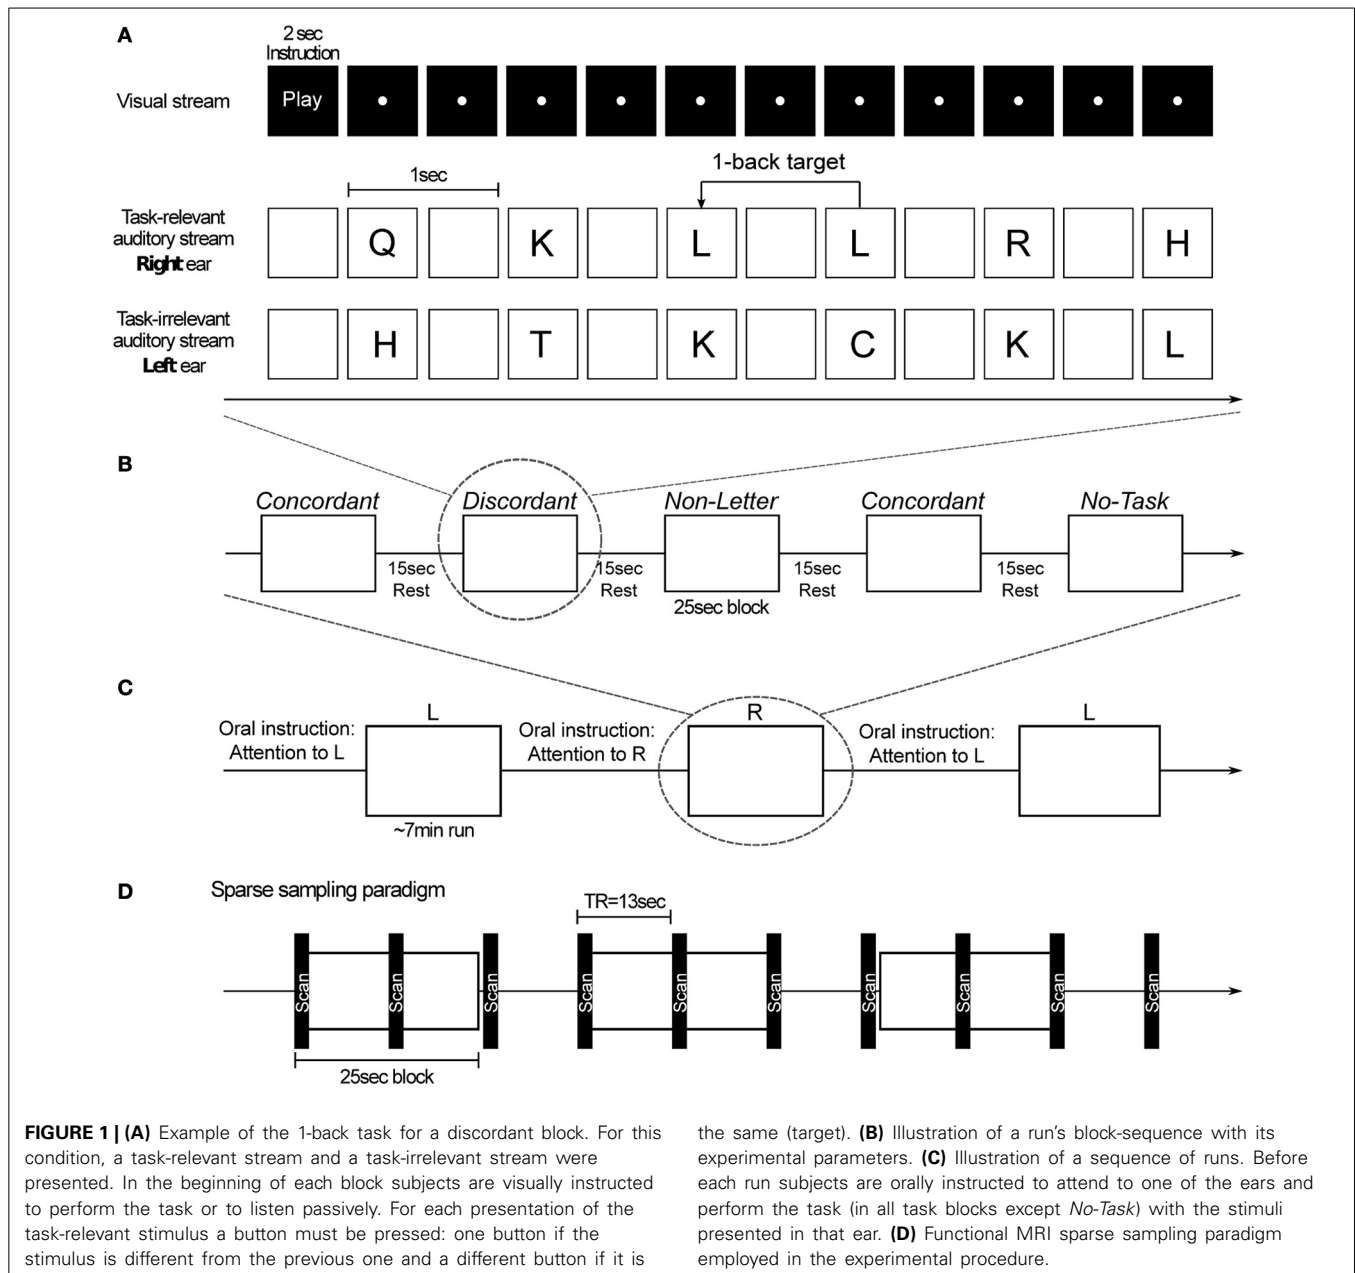 A
2 sec
Instruction
Visual stream
Play
1-back target
1sec
Task-relevant
auditory stream
Right ear
Q K L L R H
Task-irrelevant
auditory stream
Left ear
H T K C K L
B
Concordant Discordant Non-Letter Concordant No-Task
15sec
Rest
15sec
Rest
15sec
Rest
15sec
Rest
25sec block
C
L R L
Oral instruction:
Attention to L
Oral instruction:
Attention to R
Oral instruction:
Attention to L
~7min run
D
Sparse sampling paradigm
TR=13sec
Scan Scan Scan Scan Scan Scan Scan Scan Scan Scan
25sec block
FIGURE 1 | (A) Example of the 1-back task for a discordant block. For this
condition, a task-relevant stream and a task-irrelevant stream were
presented. In the beginning of each block subjects are visually instructed
to perform the task or to listen passively. For each presentation of the
task-relevant stimulus a button must be pressed: one button if the
stimulus is different from the previous one and a different button if it is
the same (target). (B) Illustration of a run's block-sequence with its
experimental parameters. (C) Illustration of a sequence of runs. Before
each run subjects are orally instructed to attend to one of the ears and
perform the task (in all task blocks except No-Task) with the stimuli
presented in that ear. (D) Functional MRI sparse sampling paradigm
employed in the experimental procedure.